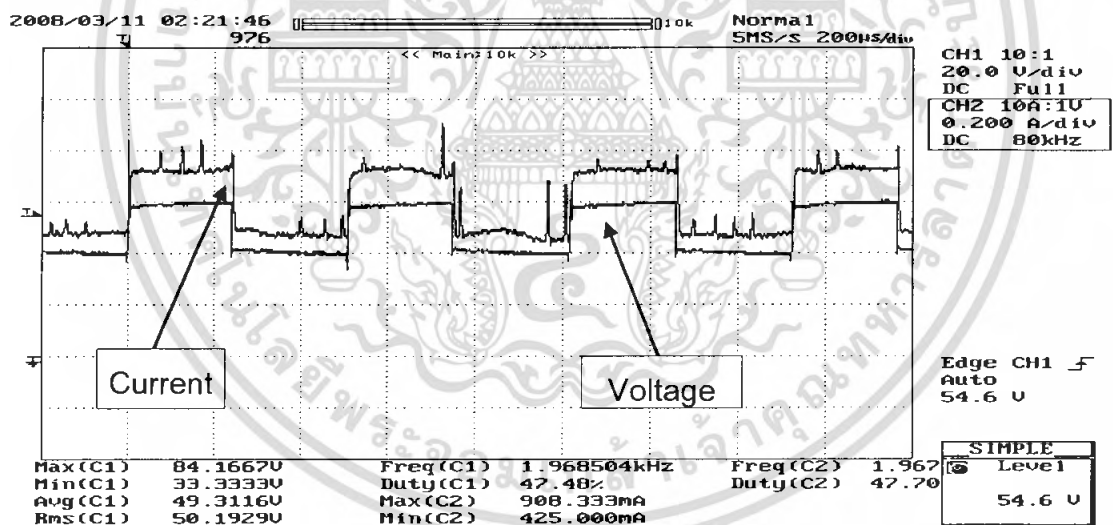 2008/03/11 02:21:46
10k
Normal
976
5MS/s 200µs/div
<< Main:10k >>
CH1 10:1
20.0 V/div
DC Full
CH2 10A:1V
0.200 A/div
DC 80kHz
Current
Voltage
Edge CH1
Auto
54.6 V
SIMPLE
Level
54.6 V
Max(C1) 84.1667V Freq(C1) 1.968504kHz Freq(C2) 1.967
Min(C1) 33.3333V Duty(C1) 47.48% Duty(C2) 47.70
Avg(C1) 49.3116V Max(C2) 908.333mA
Rms(C1) 50.1929V Min(C2) 425.000mA